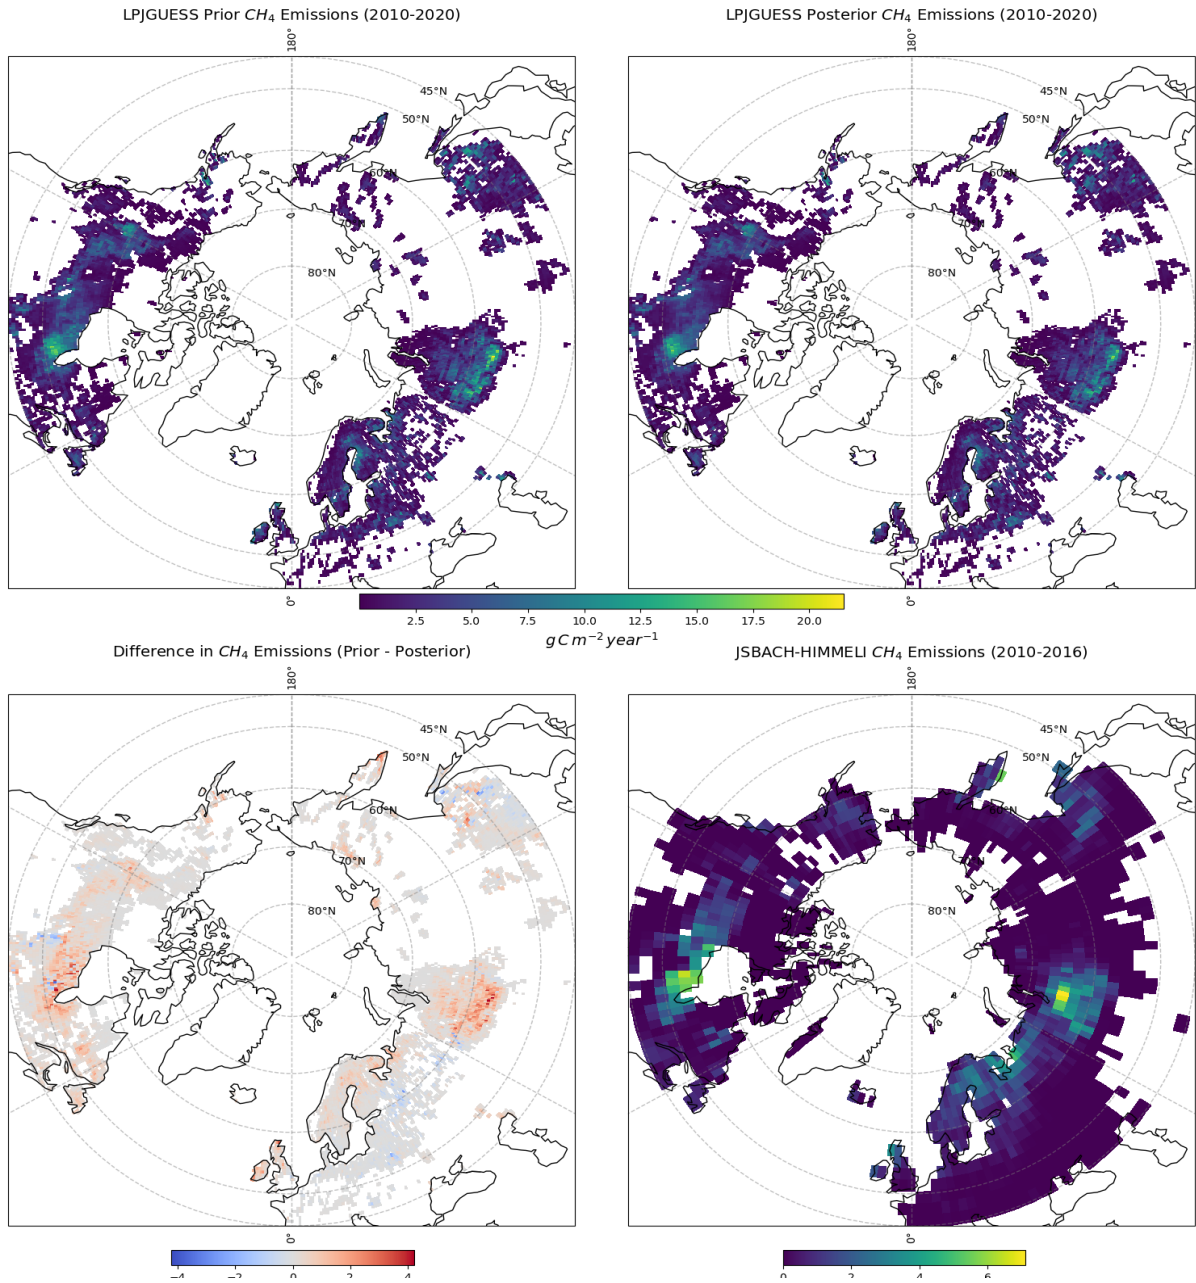 LPJGUESS Prior CH₄ Emissions (2010-2020)
LPJGUESS Posterior CH₄ Emissions (2010-2020)
180°
180°
45°N
45°N
50°N
50°N
60°N
60°N
70°N
70°N
80°N
80°N
0°
0°
2.5 5.0 7.5 10.0 12.5 15.0 17.5 20.0
g C m⁻² year⁻¹
Difference in CH₄ Emissions (Prior - Posterior)
JSBACH-HIMMELI CH₄ Emissions (2010-2016)
180°
180°
45°N
45°N
50°N
50°N
60°N
60°N
70°N
70°N
80°N
80°N
0°
0°
−4 −2 0 2 4
0 2 4 6